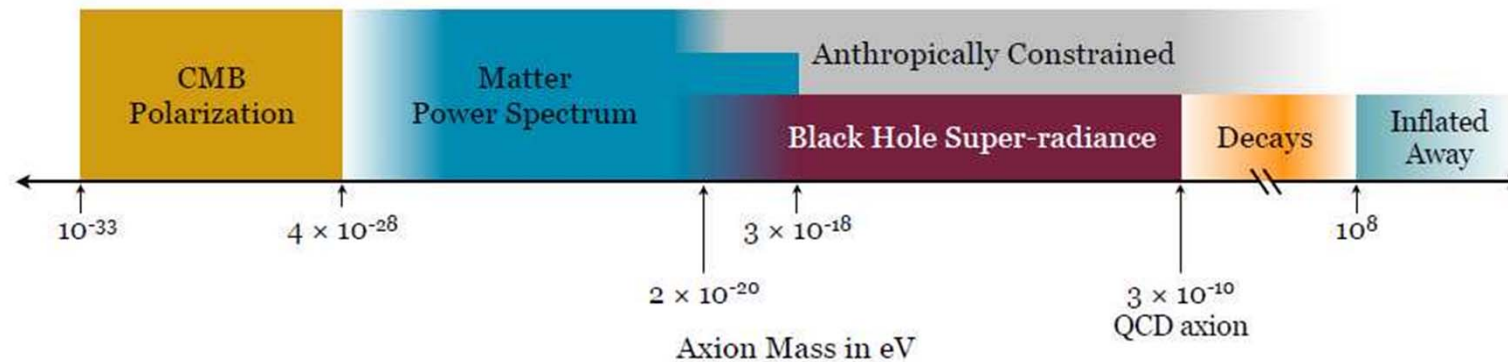 CMB
Polarization
Matter
Power Spectrum
Anthropically Constrained
Black Hole Super-radiance
Decays
Inflated
Away
10⁻³³
4 × 10⁻²⁸
3 × 10⁻¹⁸
10⁸
2 × 10⁻²⁰
3 × 10⁻¹⁰
QCD axion
Axion Mass in eV